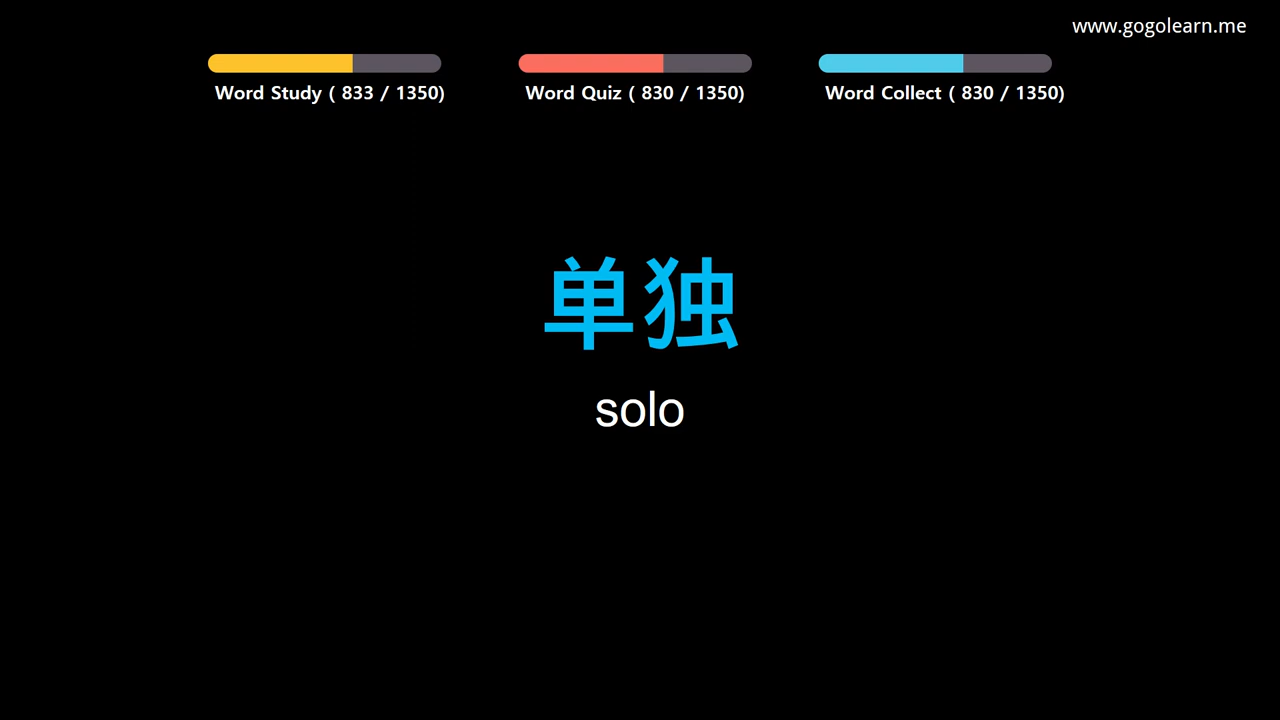 www.gogolearn.me
Word Study ( 833 / 1350)
Word Quiz ( 830 / 1350)
Word Collect ( 830 / 1350)
单独
solo